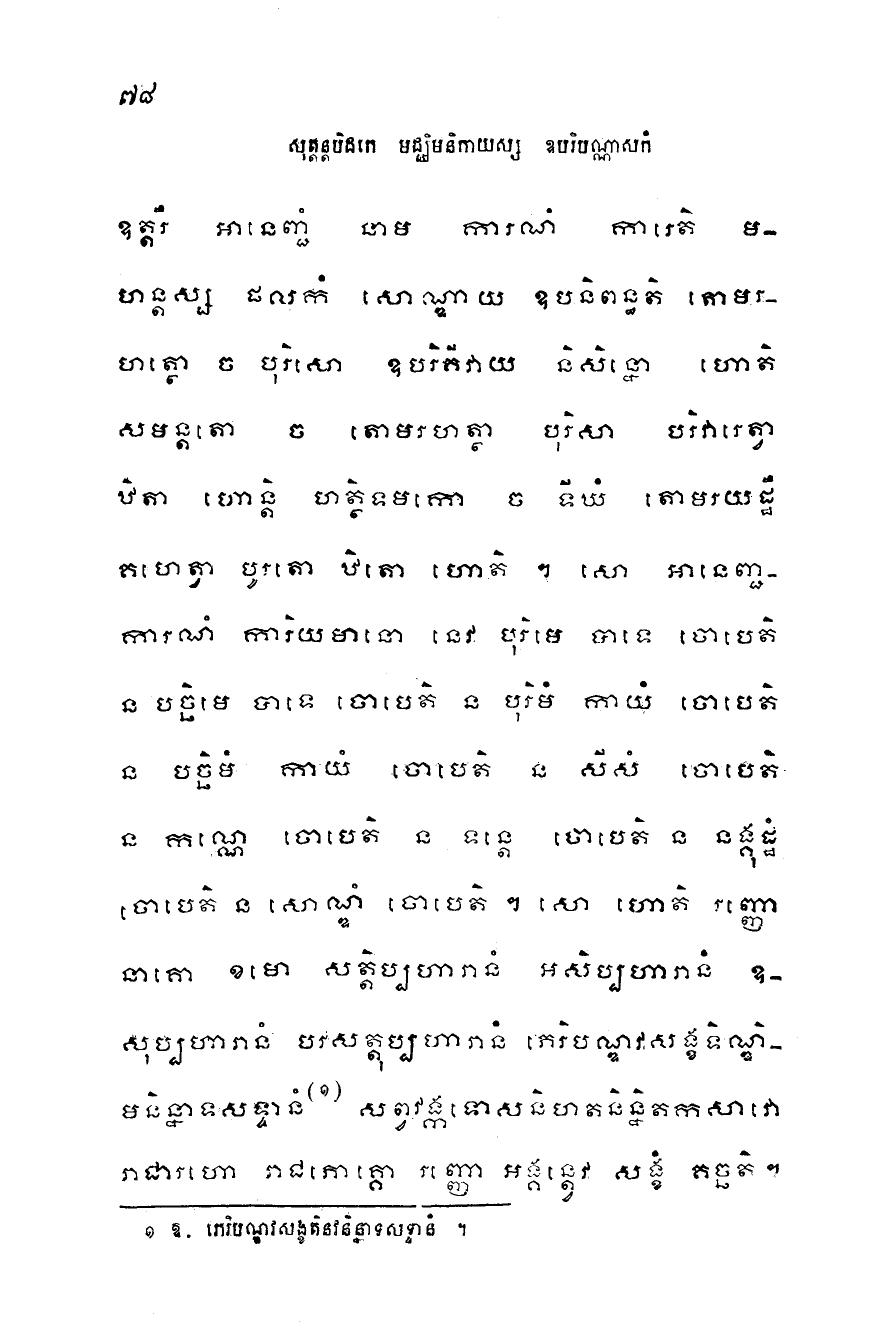 ៧៨
សុត្តន្តបិដកេ មជ្ឈិមនិកាយស្ស ឧបរិបណ្ណាសកំ
ឧត្តរឹ អានេញ្ជំ នាម ការណំ ការេតិ ម-
ហន្តស្ស ផលកំ សោណ្ឌាយ ឧបនិពន្ធតិ តោមរ-
ហត្ថោ ច បុរិសោ ឧបរិគីវាយ និសិន្នោ ហោតិ
សមន្តតោ ច តោមរហត្ថា បុរិសា បរិវារេត្វា
ឋិតា ហោន្តិ ហត្ថិទមកោ ច ទីឃំ តោមរយដ្ឋឹ
គហេត្វា បូរតោ ឋិតោ ហោតិ ។ សោ អានេញ្ជ-
ការណំ ការិយមានោ នេវ បុរិមេ បាទេ ចោបេតិ
ន បច្ឆិមេ បាទេ ចោបេតិ ន បុរិមំ កាយំ ចោបេតិ
ន បច្ឆិមំ កាយំ ចោបេតិ ន សីសំ ចោបេតិ
ន កណ្ណេ ចោបេតិ ន ទន្តេ ចោបេតិ ន នង្គុដ្ឋំ
ចោបេតិ ន សោណ្ឌំ ចោបេតិ ។ សោ ហោតិ រញ្ញោ
នាគោ ខមោ សត្តិប្បហារានំ អសិប្បហារានំ ឧ-
សុប្បហារានំ បរសត្តុប្បហារានំ ភេរិបណ្ឌវសង្ខទិណ្ឌិ-
មនិន្នាទសទ្ទានំ(១) សព្វវង្កទោសនិហតនិន្និតកសាវោ
រាជារហោ រាជភោគ្គោ រញ្ញោ អង្គន្ត្វេវ សង្ខំ គច្ឆតិ ។
១ ឱ. ភេរិបណ្ឌវសង្ខតិនវនិន្នាទសទ្ទានំ ។